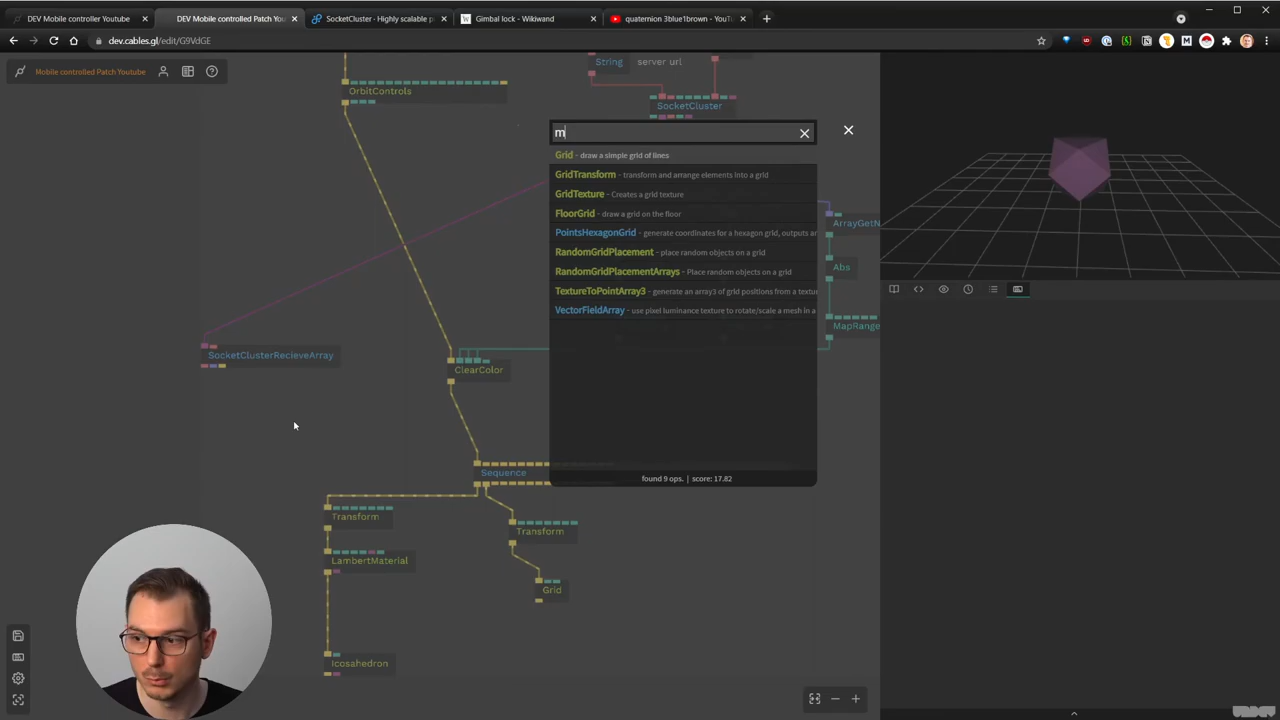 DEV Mobile controlled Youtube
DEV Mobile controlled Patch You
SocketCluster · Highly scalable p
Gimbal lock - Wikiwand
quaternion 3blue1brown - YouT
dev.cables.gl/edit/G9VdGE
Mobile controlled Patch Youtube
String
server url
OrbitControls
SocketCluster
m
Grid - draw a simple grid of lines
GridTransform - transform and arrange elements into a grid
GridTexture - Creates a grid texture
FloorGrid - draw a grid on the floor
PointsHexagonGrid - generate coordinates for a hexagon grid, outputs ar
RandomGridPlacement - place random objects on a grid
RandomGridPlacementArrays - Place random objects on a grid
TextureToPointArray3 - generate an array3 of grid positions from a textur
VectorFieldArray - use pixel luminance texture to rotate/scale a mesh in a
found 9 ops. | score: 17.82
ArrayGetN
Abs
MapRange
SocketClusterRecieveArray
ClearColor
Sequence
Transform
Transform
LambertMaterial
Grid
Icosahedron